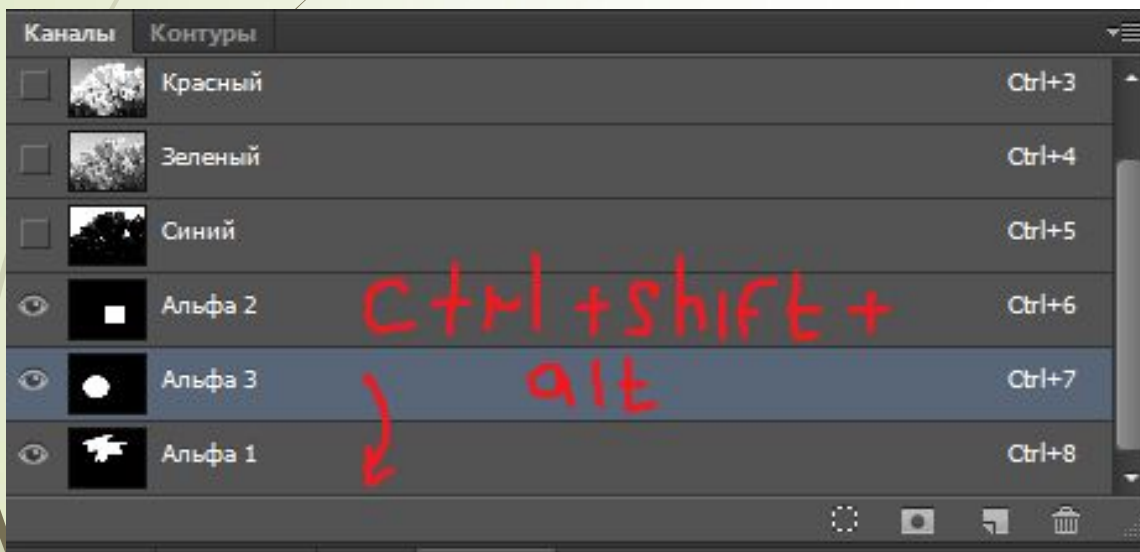 Каналы Контуры
Красный Ctrl+3
Зеленый Ctrl+4
Синий Ctrl+5
Альфа 2 Ctrl+6
Ctrl+shift+
alt
Альфа 3 Ctrl+7
Альфа 1 Ctrl+8